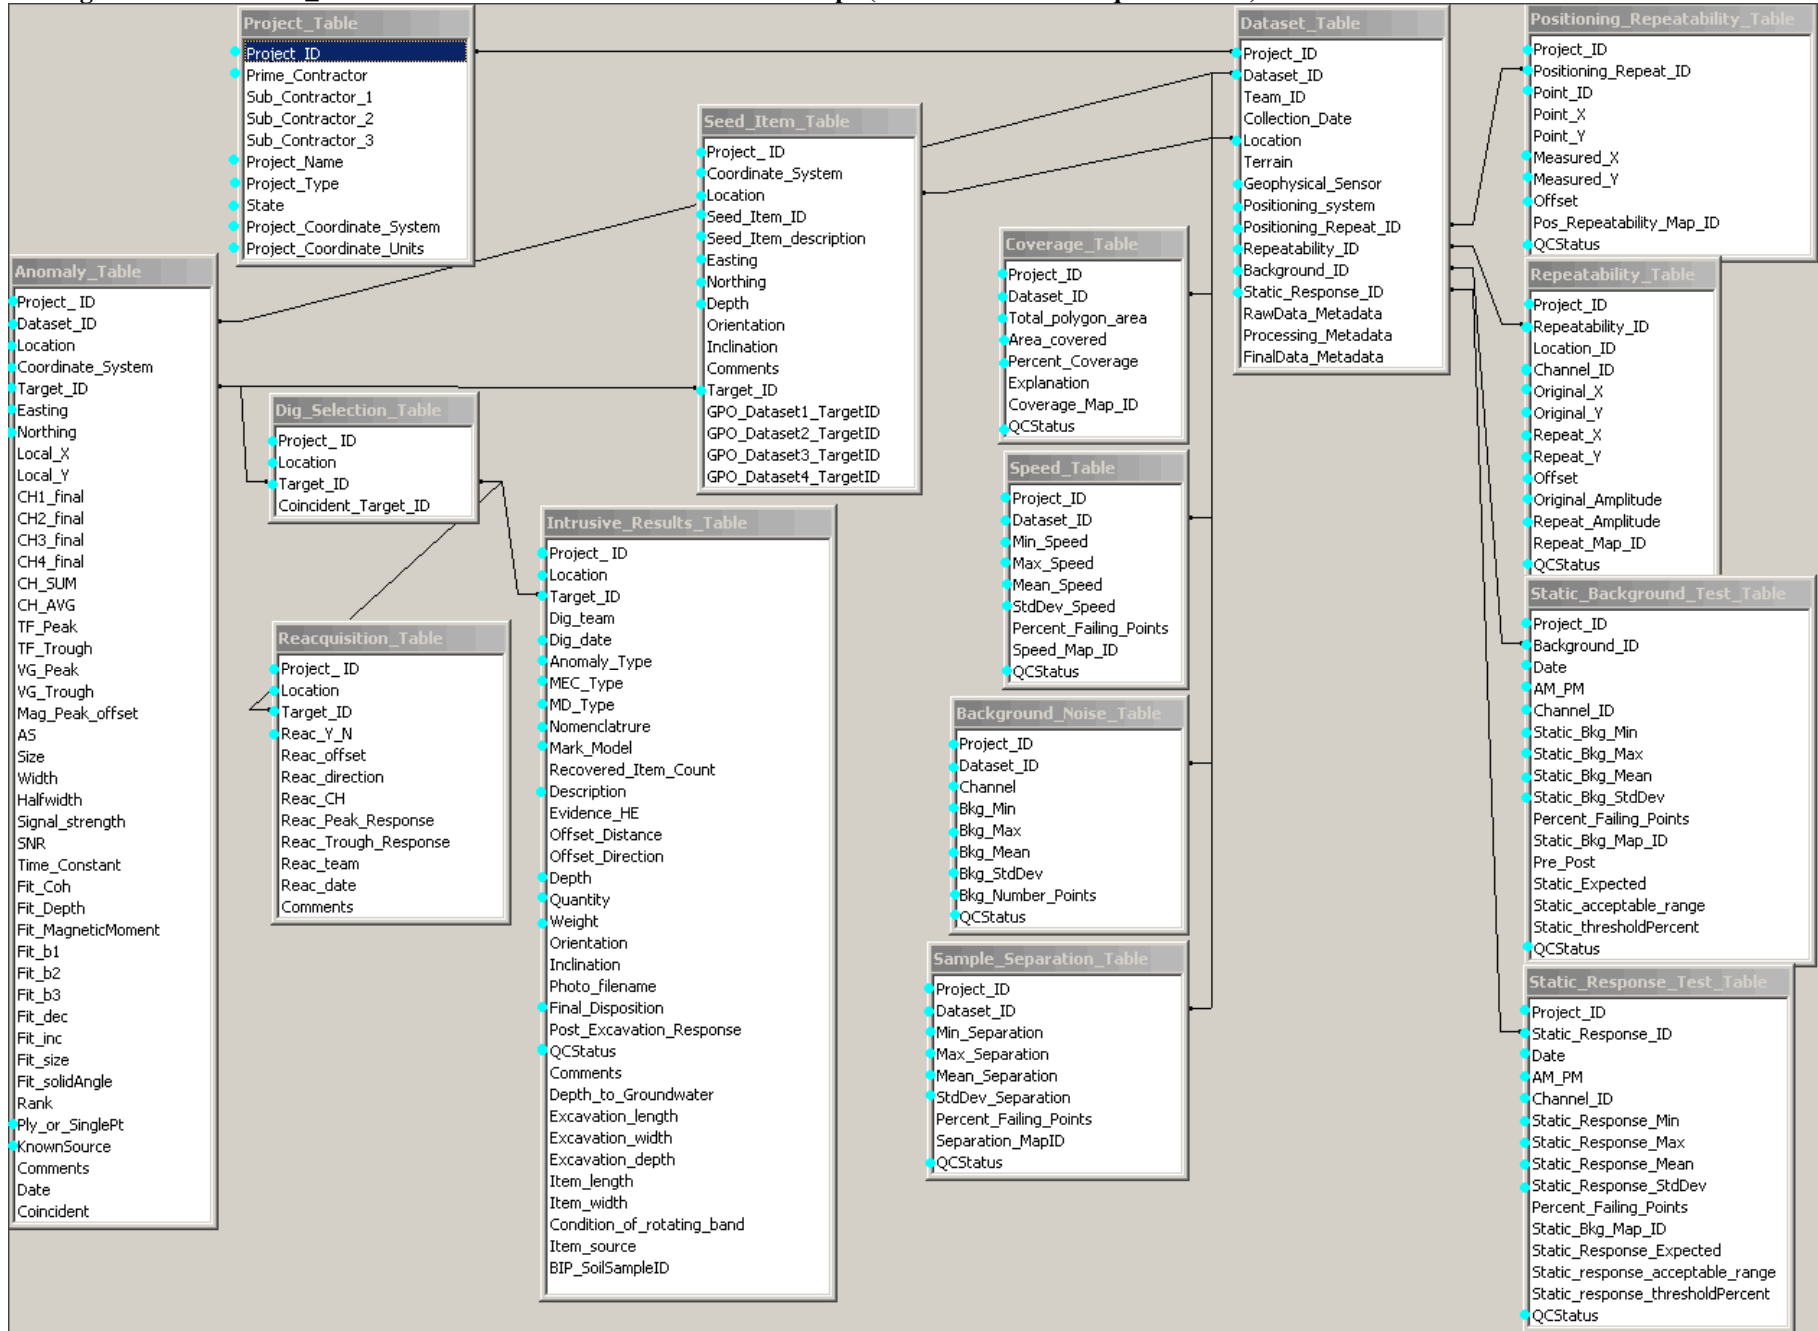 Project_Table
Project_ID
Prime_Contractor
Sub_Contractor_1
Sub_Contractor_2
Sub_Contractor_3
Project_Name
Project_Type
State
Project_Coordinate_System
Project_Coordinate_Units
Anomaly_Table
Project_ ID
Dataset_ID
Location
Coordinate_System
Target_ID
Easting
Northing
Local_X
Local_Y
CH1_final
CH2_final
CH3_final
CH4_final
CH_SUM
CH_AVG
TF_Peak
TF_Trough
VG_Peak
VG_Trough
Mag_Peak_offset
AS
Size
Width
Halfwidth
Signal_strength
SNR
Time_Constant
Fit_Coh
Fit_Depth
Fit_MagneticMoment
Fit_b1
Fit_b2
Fit_b3
Fit_dec
Fit_inc
Fit_size
Fit_solidAngle
Rank
Ply_or_SinglePt
KnownSource
Comments
Date
Coincident
Dig_Selection_Table
Project_ ID
Location
Target_ID
Coincident_Target_ID
Reacquisition_Table
Project_ ID
Location
Target_ID
Reac_Y_N
Reac_offset
Reac_direction
Reac_CH
Reac_Peak_Response
Reac_Trough_Response
Reac_team
Reac_date
Comments
Intrusive_Results_Table
Project_ ID
Location
Target_ID
Dig_team
Dig_date
Anomaly_Type
MEC_Type
MD_Type
Nomenclatrure
Mark_Model
Recovered_Item_Count
Description
Evidence_HE
Offset_Distance
Offset_Direction
Depth
Quantity
Weight
Orientation
Inclination
Photo_filename
Final_Disposition
Post_Excavation_Response
QCStatus
Comments
Depth_to_Groundwater
Excavation_length
Excavation_width
Excavation_depth
Item_length
Item_width
Condition_of_rotating_band
Item_source
BIP_SoilSampleID
Seed_Item_Table
Project_ ID
Coordinate_System
Location
Seed_Item_ID
Seed_Item_description
Easting
Northing
Depth
Orientation
Inclination
Comments
Target_ID
GPO_Dataset1_TargetID
GPO_Dataset2_TargetID
GPO_Dataset3_TargetID
GPO_Dataset4_TargetID
Coverage_Table
Project_ID
Dataset_ID
Total_polygon_area
Area_covered
Percent_Coverage
Explanation
Coverage_Map_ID
QCStatus
Speed_Table
Project_ID
Dataset_ID
Min_Speed
Max_Speed
Mean_Speed
StdDev_Speed
Percent_Failing_Points
Speed_Map_ID
QCStatus
Background_Noise_Table
Project_ID
Dataset_ID
Channel
Bkg_Min
Bkg_Max
Bkg_Mean
Bkg_StdDev
Bkg_Number_Points
QCStatus
Sample_Separation_Table
Project_ID
Dataset_ID
Min_Separation
Max_Separation
Mean_Separation
StdDev_Separation
Percent_Failing_Points
Separation_MapID
QCStatus
Dataset_Table
Project_ID
Dataset_ID
Team_ID
Collection_Date
Location
Terrain
Geophysical_Sensor
Positioning_system
Positioning_Repeat_ID
Repeatability_ID
Background_ID
Static_Response_ID
RawData_Metadata
Processing_Metadata
FinalData_Metadata
Positioning_Repeatability_Table
Project_ID
Positioning_Repeat_ID
Point_ID
Point_X
Point_Y
Measured_X
Measured_Y
Offset
Pos_Repeatability_Map_ID
QCStatus
Repeatability_Table
Project_ID
Repeatability_ID
Location_ID
Channel_ID
Original_X
Original_Y
Repeat_X
Repeat_Y
Offset
Original_Amplitude
Repeat_Amplitude
Repeat_Map_ID
QCStatus
Static_Background_Test_Table
Project_ID
Background_ID
Date
AM_PM
Channel_ID
Static_Bkg_Min
Static_Bkg_Max
Static_Bkg_Mean
Static_Bkg_StdDev
Percent_Failing_Points
Static_Bkg_Map_ID
Pre_Post
Static_Expected
Static_acceptable_range
Static_thresholdPercent
QCStatus
Static_Response_Test_Table
Project_ID
Static_Response_ID
Date
AM_PM
Channel_ID
Static_Response_Min
Static_Response_Max
Static_Response_Mean
Static_Response_StdDev
Percent_Failing_Points
Static_Bkg_Map_ID
Static_Response_Expected
Static_response_acceptable_range
Static_response_thresholdPercent
QCStatus